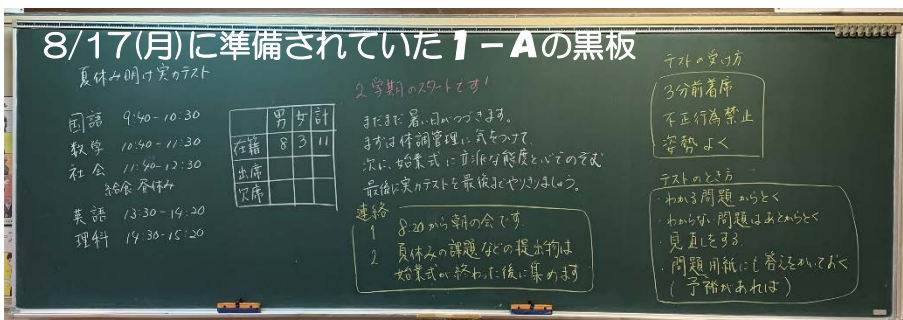 8/17(月)に準備されていた1-Aの黒板
夏休み明け実力テスト
国語 9:40-10:30
数学 10:40-11:30
社会 11:40-12:30
給食 昼休み
英語 13:30-14:20
理科 14:30-15:20
男 女 計
在籍 8 3 11
出席
欠席
2学期のスタートです!
まだまだ暑い日がつづきます。
まずは体調管理に気をつけて、
次に、始業式に立派な態度と心でのぞむ
最後に実力テストを最後までやりきりましょう。
連絡
1 8:20から朝の会です。
2 夏休みの課題などの提出物は
始業式が終わった後に集めます
テストの受け方
3分前着席
不正行為禁止
姿勢よく
テストのとき方
・わかる問題からとく
・わからない問題はあとからとく
・見直しをする
・問題用紙にも答えをかいておく
(予裕があれば)